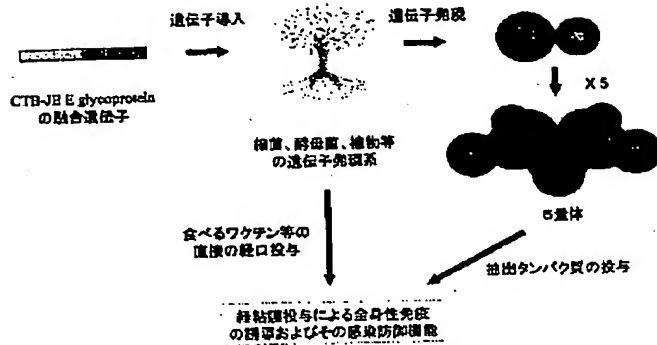 遺伝子導入
遺伝子発現
CTB-JE E glycoprotein
の融合遺伝子
X 5
細菌、酵母菌、植物等
の遺伝子発現系
5量体
食べるワクチン等の
直接の経口投与
抽出タンパク質の投与
経粘膜投与による全身性免疫
の誘導およびその感染防御機能